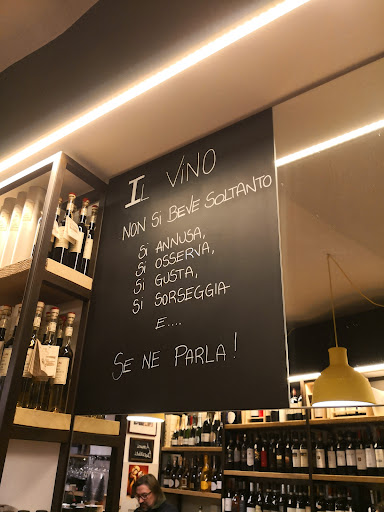 IL ViNO
NON Si BEVE SOLTANTO
Si ANNUSA,
Si OSSERVA,
Si GUSTA,
Si SORSEGGIA
E....
SE NE PARLA!